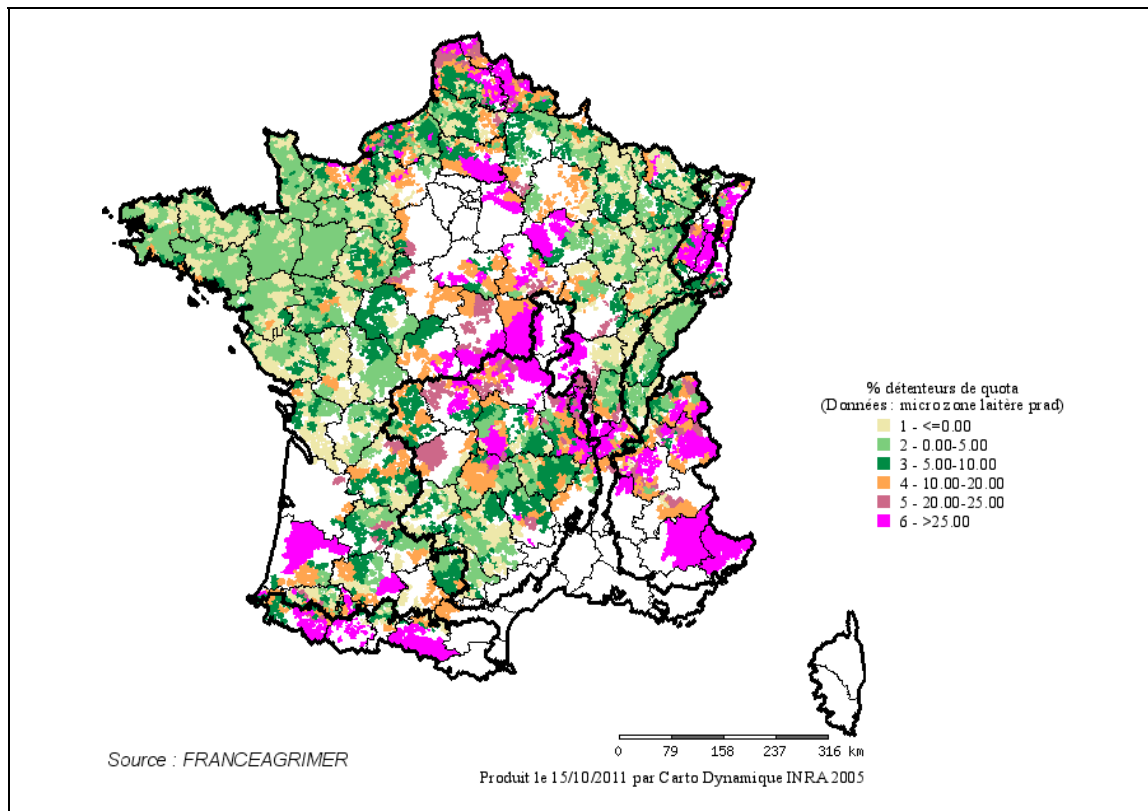 % détenteurs de quota
(Données : microzone laitère prad)
1 - <=0.00
2 - 0.00-5.00
3 - 5.00-10.00
4 - 10.00-20.00
5 - 20.00-25.00
6 - >25.00
0 79 158 237 316 km
Source : FRANCEAGRIMER
Produit le 15/10/2011 par Carto Dynamique INRA 2005